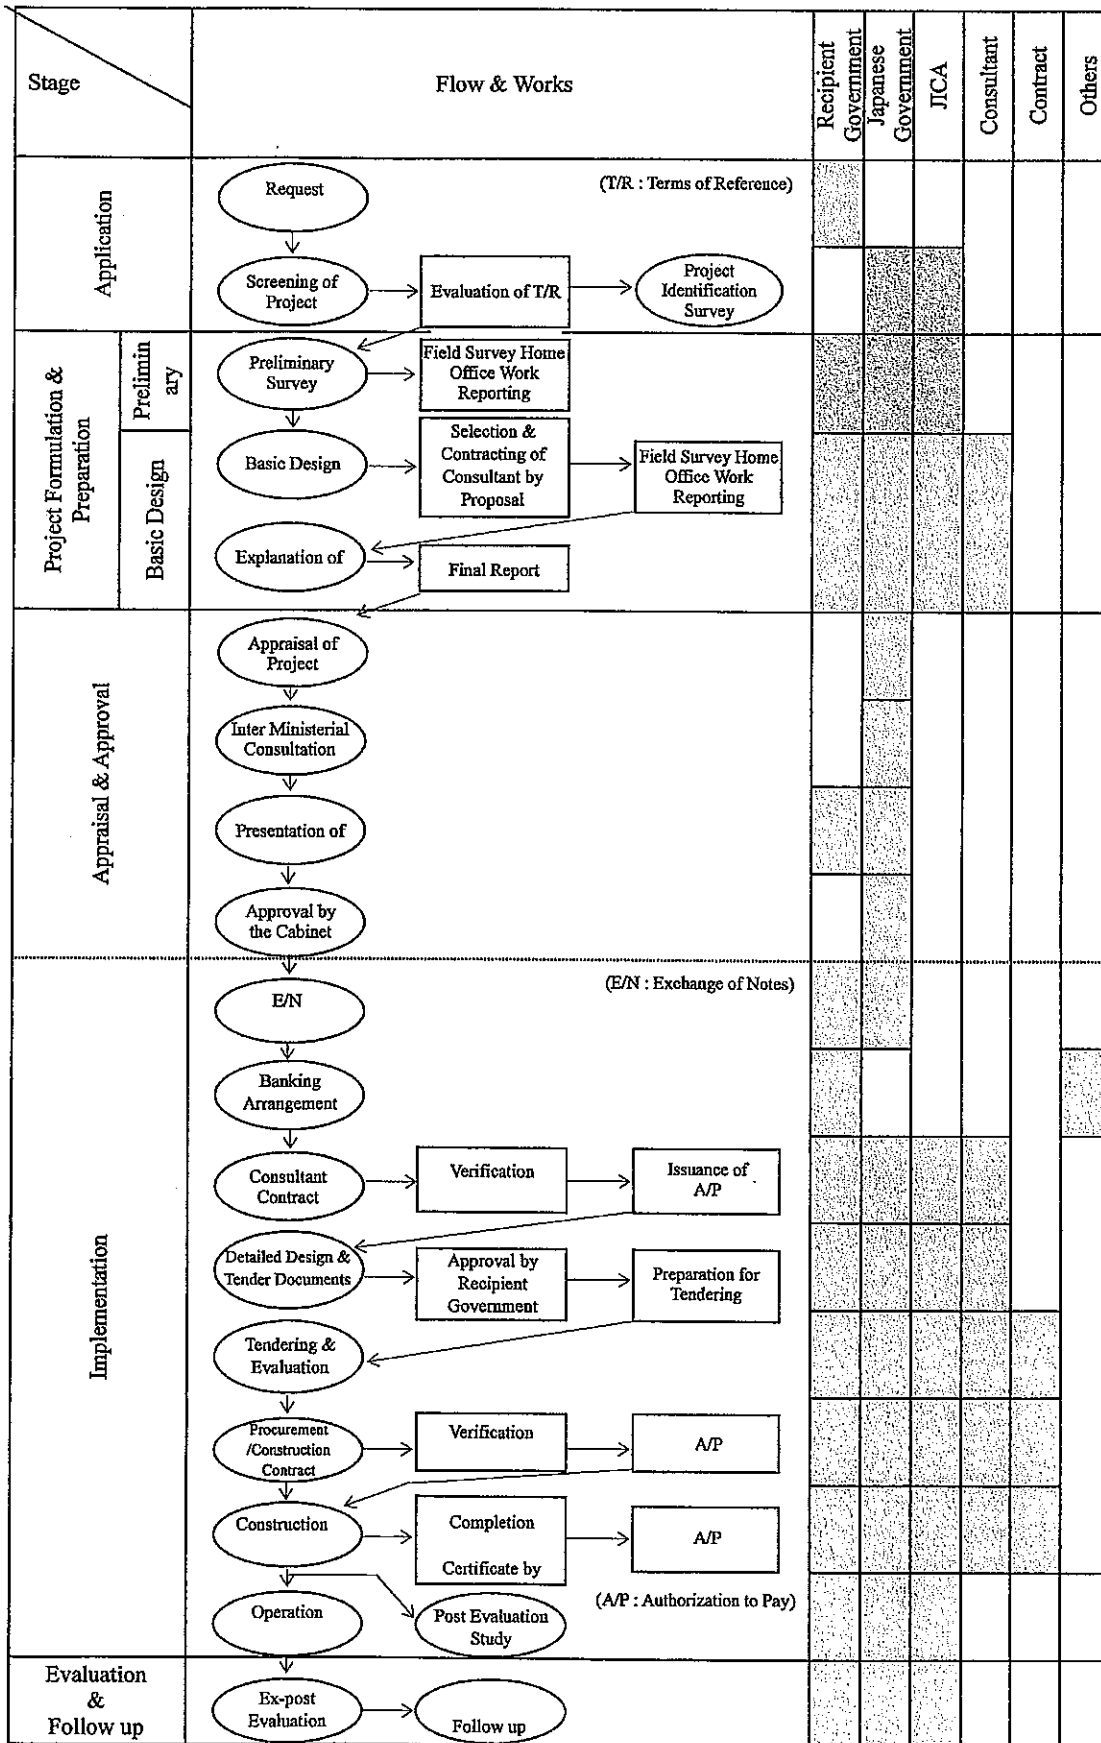 Stage
Flow & Works
Recipient
Government
Japanese
Government
JICA
Consultant
Contract
Others
Application
Request
(T/R : Terms of Reference)
Screening of
Project
Evaluation of T/R
Project
Identification
Survey
Project Formulation &
Preparation
Prelimin
ary
Preliminary
Survey
Field Survey Home
Office Work
Reporting
Basic Design
Basic Design
Selection &
Contracting of
Consultant by
Proposal
Field Survey Home
Office Work
Reporting
Explanation of
Final Report
Appraisal & Approval
Appraisal of
Project
Inter Ministerial
Consultation
Presentation of
Approval by
the Cabinet
Implementation
E/N
(E/N : Exchange of Notes)
Banking
Arrangement
Consultant
Contract
Verification
Issuance of
A/P
Detailed Design &
Tender Documents
Approval by
Recipient
Government
Preparation for
Tendering
Tendering &
Evaluation
Procurement
/Construction
Contract
Verification
A/P
Construction
Completion
Certificate by
A/P
(A/P : Authorization to Pay)
Operation
Post Evaluation
Study
Evaluation
&
Follow up
Ex-post
Evaluation
Follow up